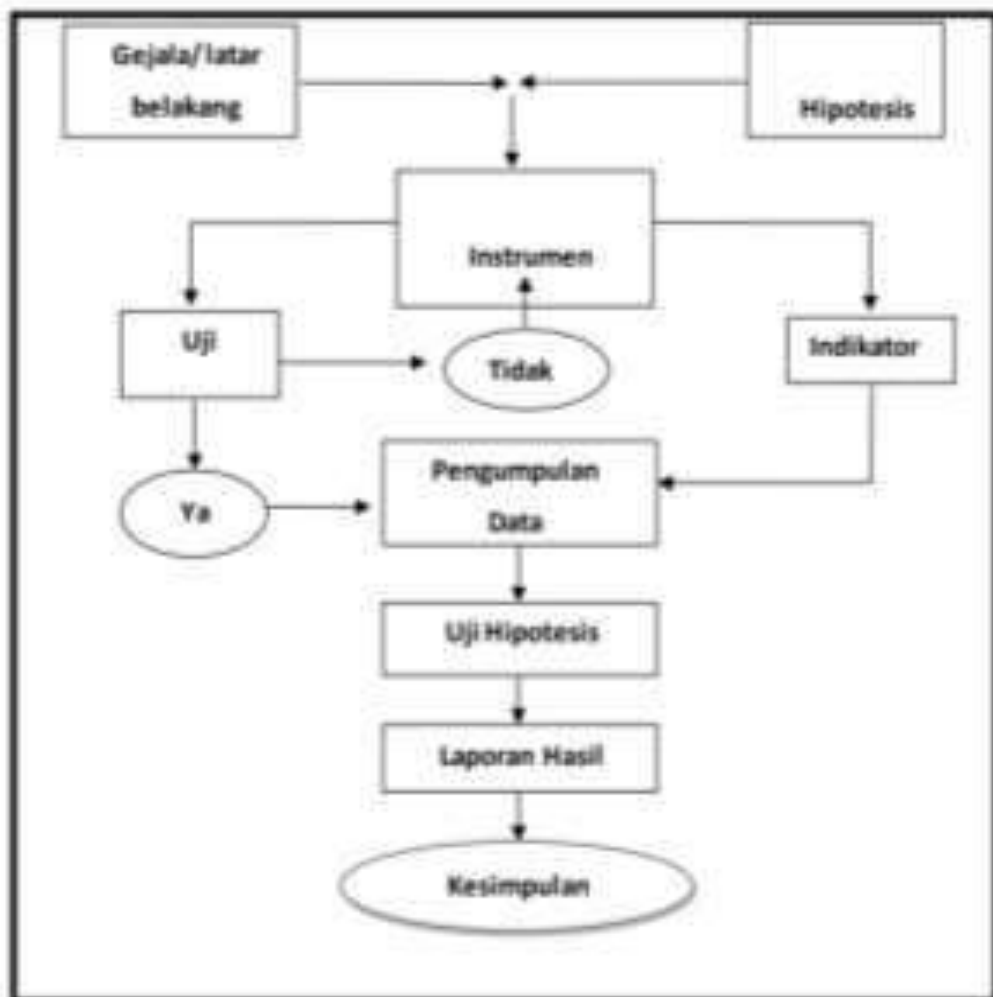 Gejala/ latar
belakang
Hipotesis
Instrumen
Uji
Tidak
Indikator
Pengumpulan
Data
Ya
Uji Hipotesis
Laporan Hasil
Kesimpulan